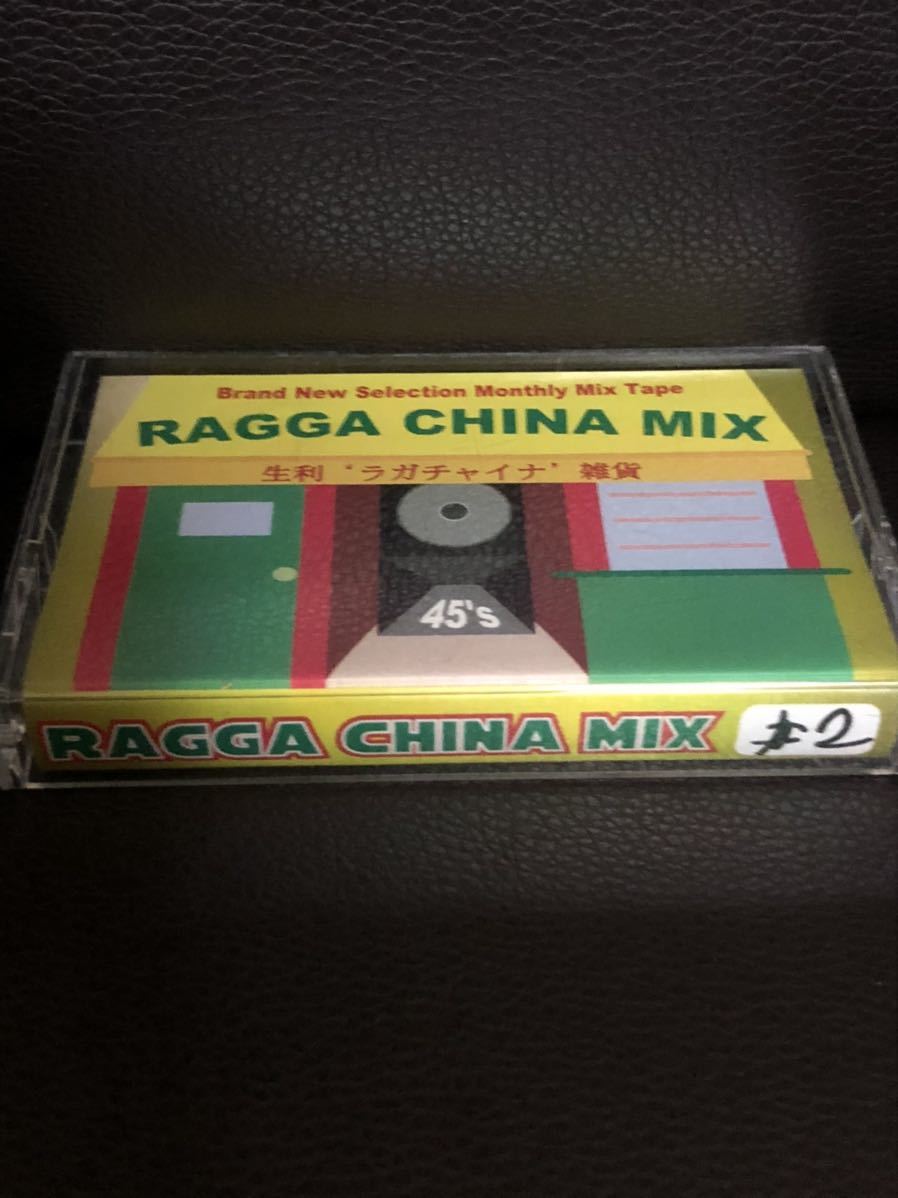 Brand New Selection Monthly Mix Tape
RAGGA CHINA MIX
生利 ‘ラガチャイナ’ 雑貨
45's
RAGGA CHINA MIX #2